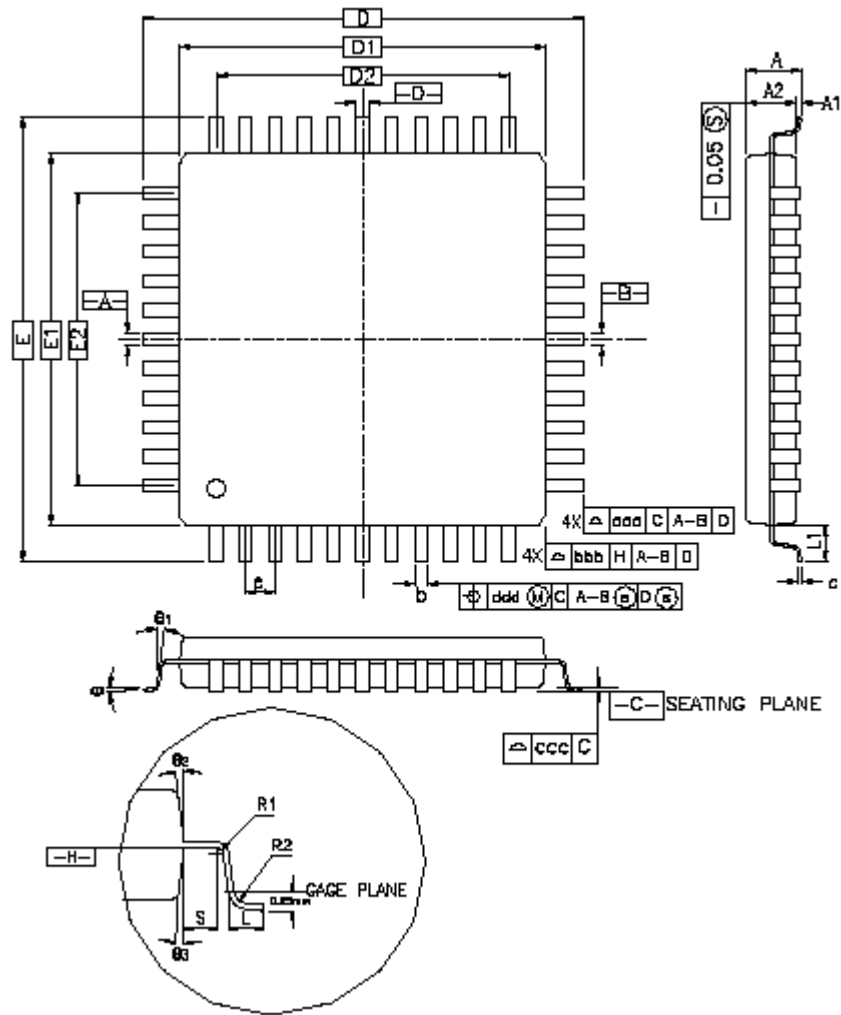 D
D1
D2
-D-
A
A2
A1
0.05 S
-A-
-B-
E
E1
E2
4X C A-B D
4X bbb H A-B D
e
b
ddd M C A-B S D S
L1
c
θ1
θ
-C- SEATING PLANE
ccc C
θ2
R1
-H-
R2
GAGE PLANE
S
L
θ3